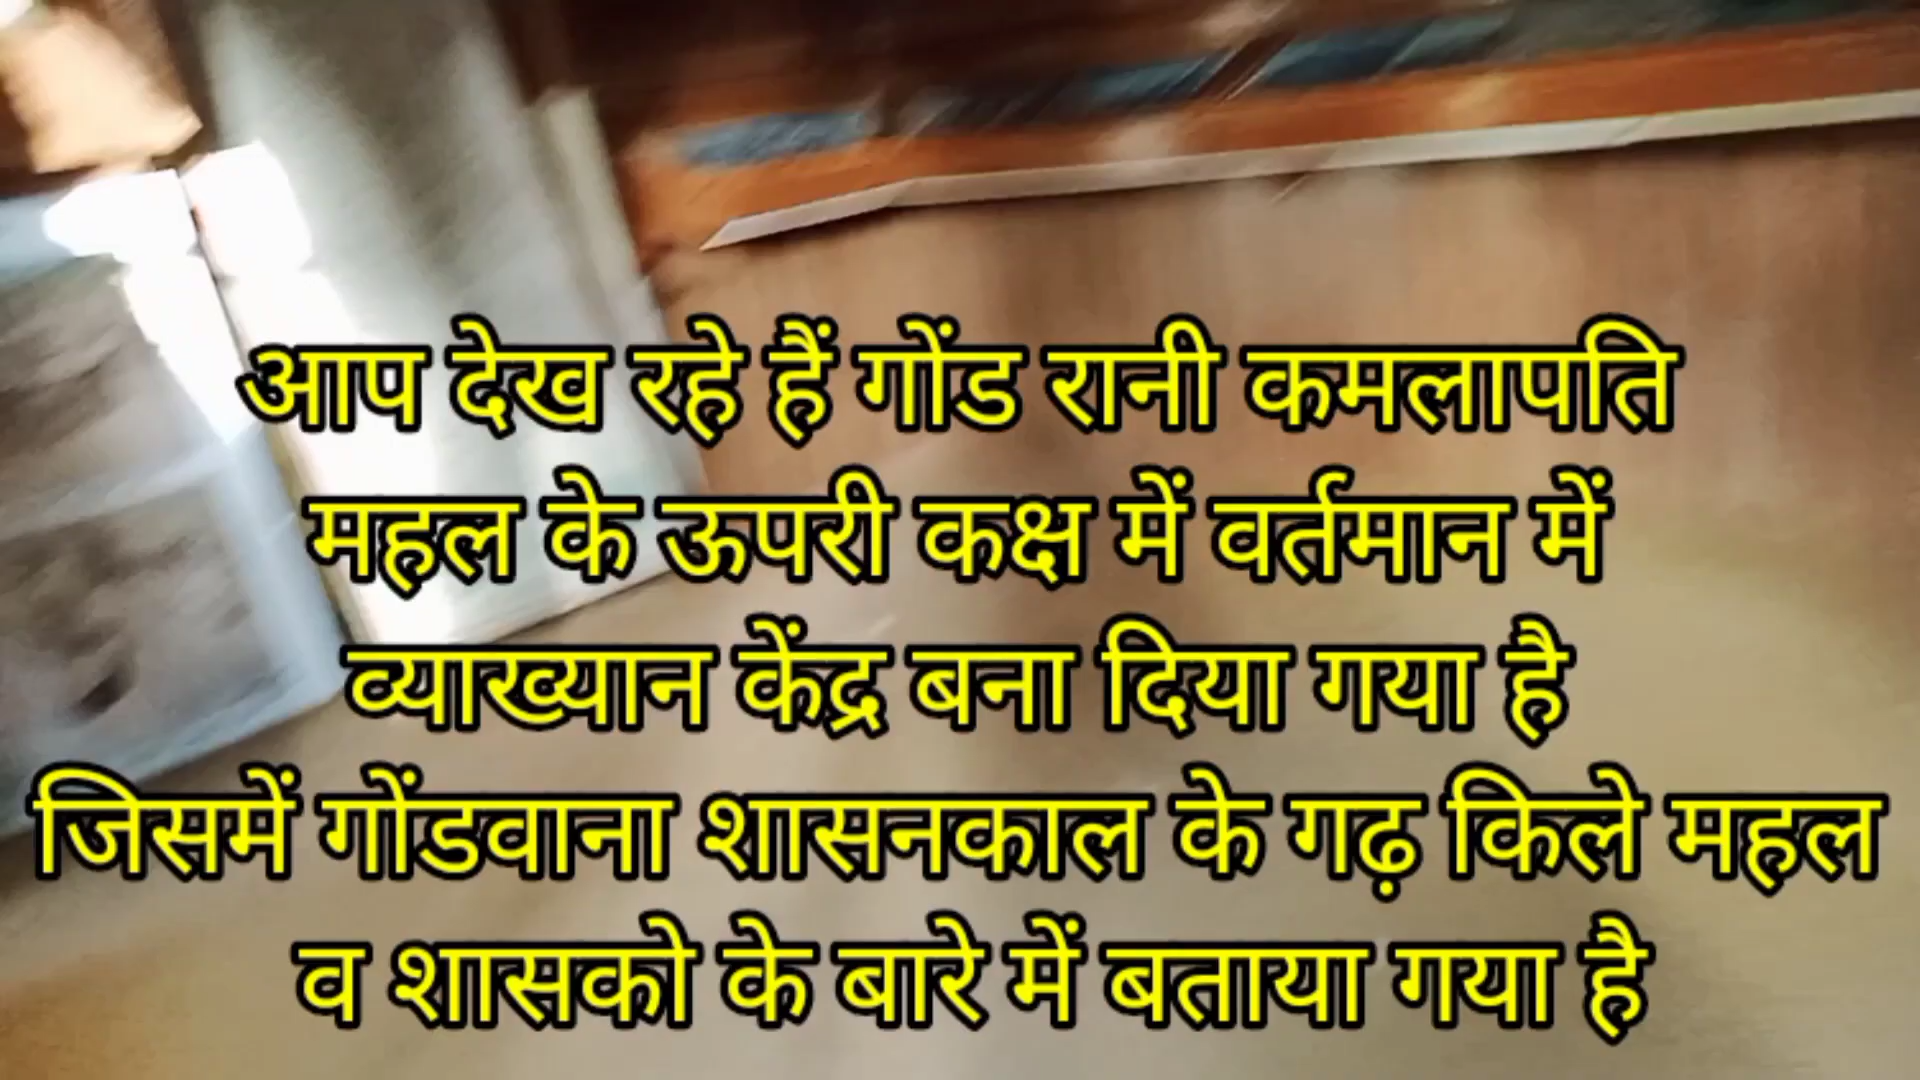 आप देख रहे हैं गोंड रानी कमलापति
महल के ऊपरी कक्ष में वर्तमान में
व्याख्यान केंद्र बना दिया गया है
जिसमें गोंडवाना शासनकाल के गढ़ किले महल
व शासको के बारे में बताया गया है